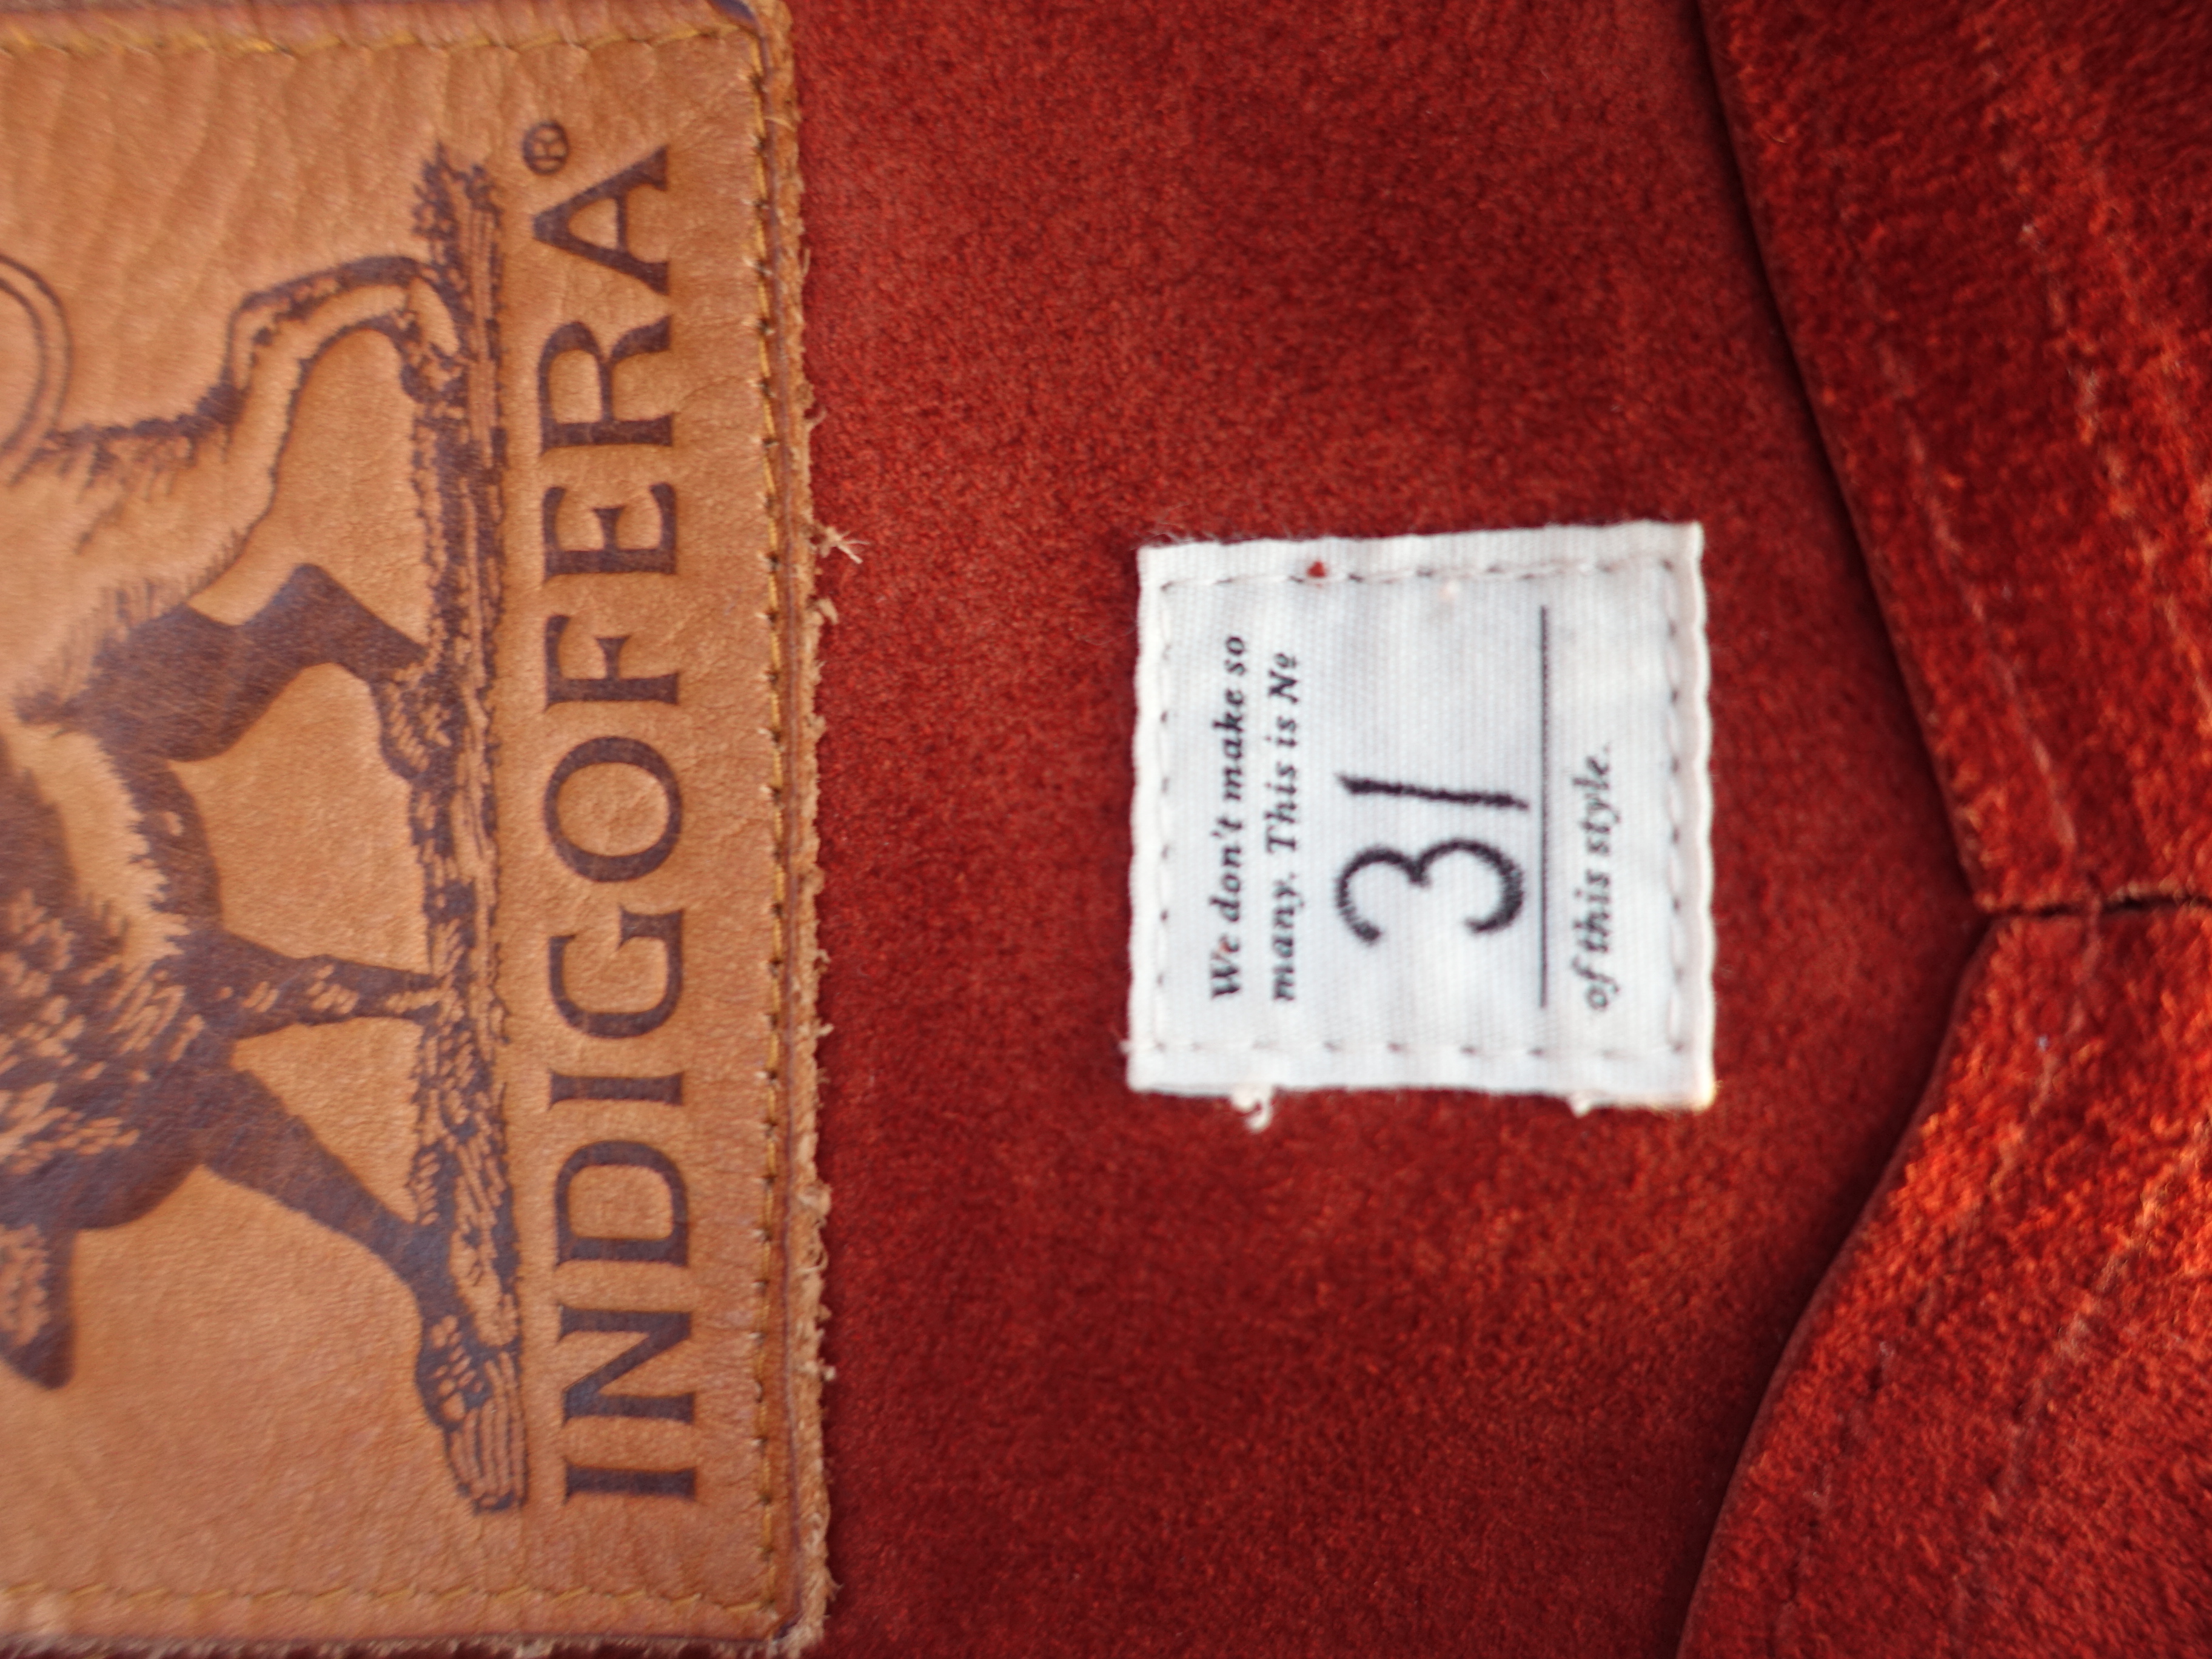 INDIGOFERA®
We don't make so
many. This is №
31
of this style.